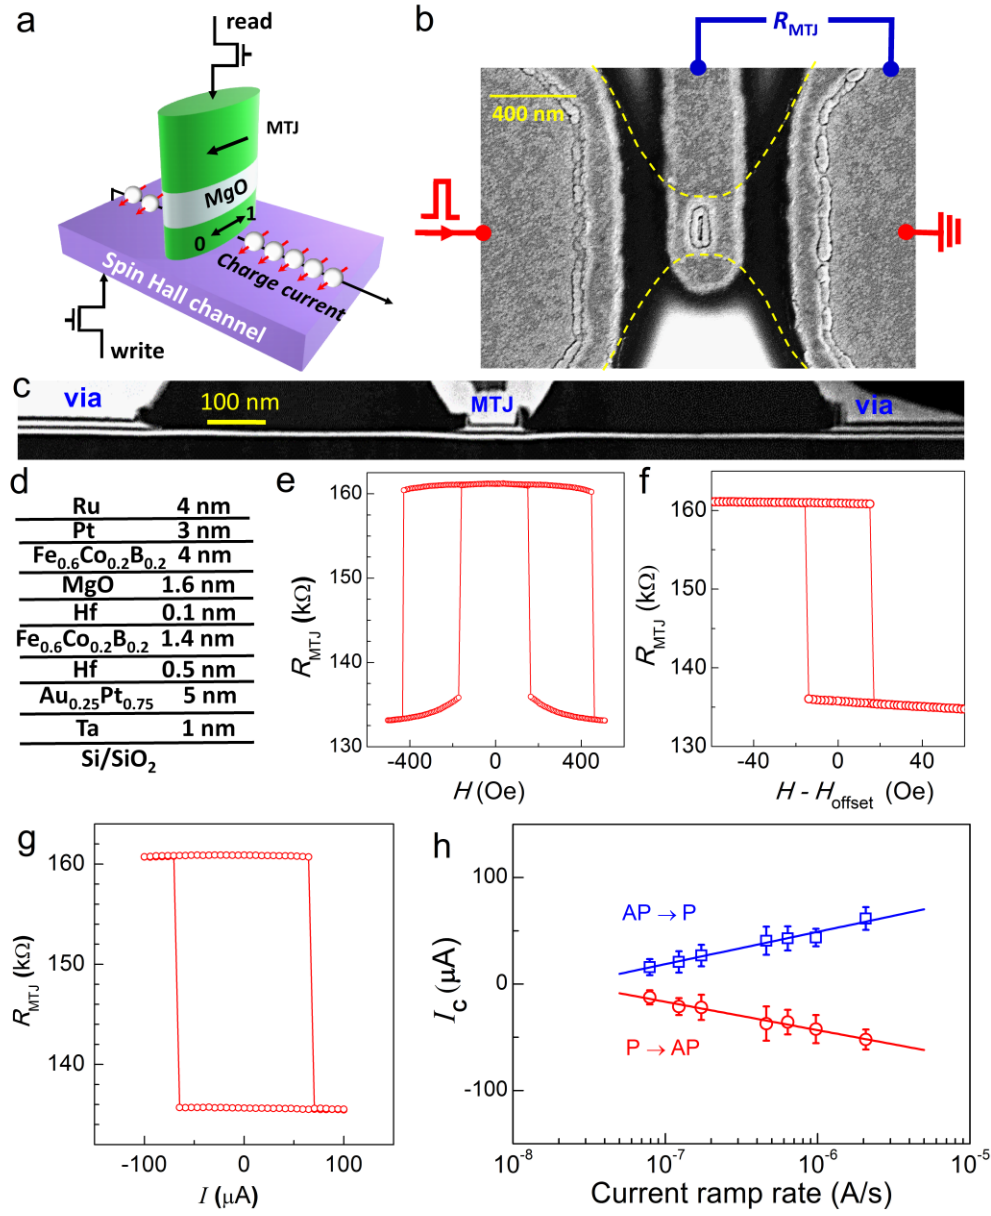 a
read
MTJ
MgO
0
1
Spin Hall channel
Charge current
write
b
R_MTJ
400 nm
c
via
100 nm
MTJ
via
d
Ru 4 nm
Pt 3 nm
Fe0.6Co0.2B0.2 4 nm
MgO 1.6 nm
Hf 0.1 nm
Fe0.6Co0.2B0.2 1.4 nm
Hf 0.5 nm
Au0.25Pt0.75 5 nm
Ta 1 nm
Si/SiO2
e
160
150
140
130
-400
0
400
R_MTJ (kΩ)
H (Oe)
f
160
150
140
130
-40
0
40
R_MTJ (kΩ)
H - H_offset (Oe)
g
160
150
140
-100
0
100
R_MTJ (kΩ)
I (μA)
h
100
0
-100
AP → P
P → AP
10^-8
10^-7
10^-6
10^-5
I_C (μA)
Current ramp rate (A/s)